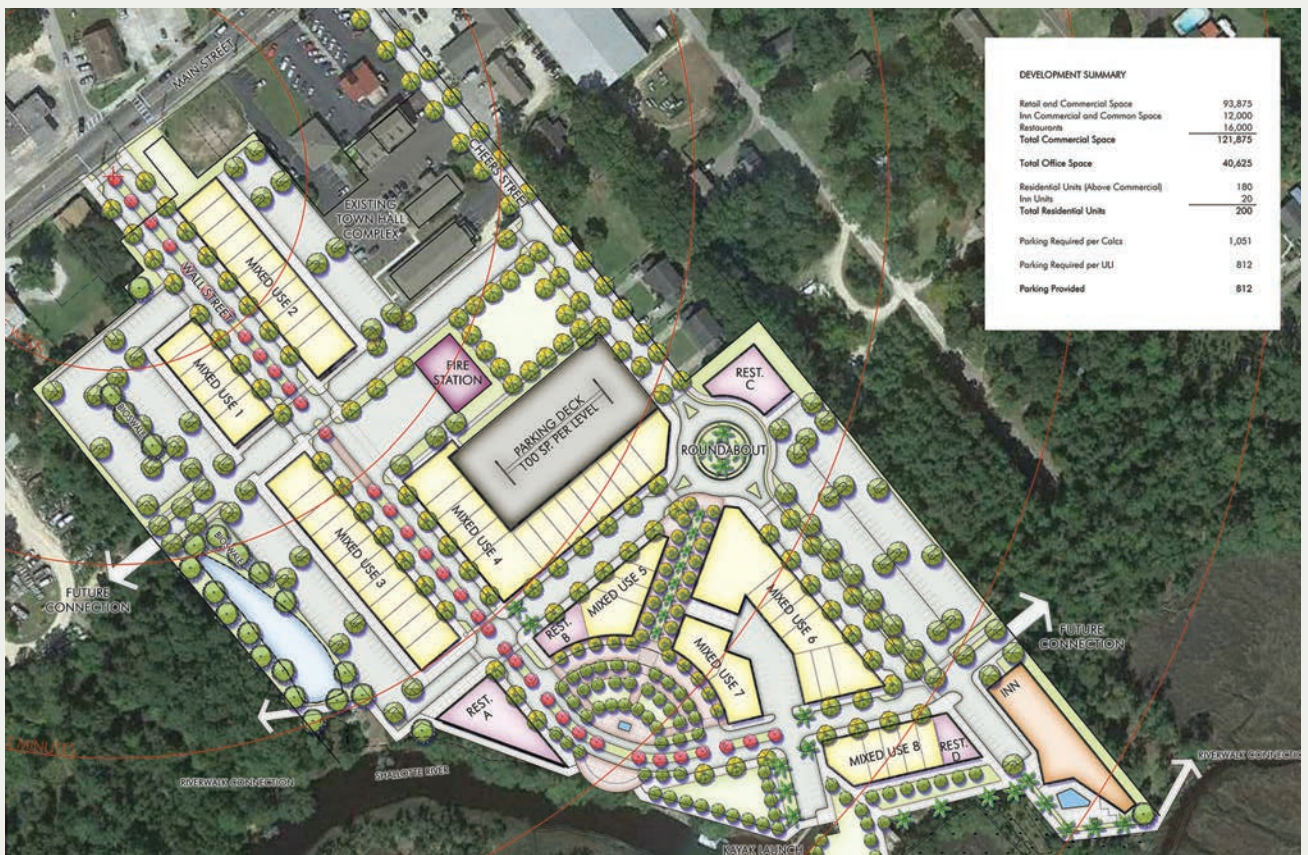 MAIN STREET
CHEERS STREET
EXISTING
TOWN HALL
COMPLEX
WALL STREET
MIXED USE 2
MIXED USE 1
BIOSWALE
FIRE
STATION
PARKING DECK
100 SP. PER LEVEL
REST.
C
ROUNDABOUT
MIXED USE 3
MIXED USE 4
BIOSWALE
FUTURE
CONNECTION
MIXED USE 5
REST.
B
MIXED USE 6
MIXED USE 7
REST.
A
FUTURE
CONNECTION
INN
MIXED USE 8
REST.
D
RIVERWALK CONNECTION
SHALLOTTE RIVER
RIVERWALK CONNECTION
KAYAK LAUNCH
DEVELOPMENT SUMMARY
Retail and Commercial Space 93,875
Inn Commercial and Common Space 12,000
Restaurants 16,000
Total Commercial Space 121,875
Total Office Space 40,625
Residential Units (Above Commercial) 180
Inn Units 20
Total Residential Units 200
Parking Required per Calcs 1,051
Parking Required per ULI 812
Parking Provided 812